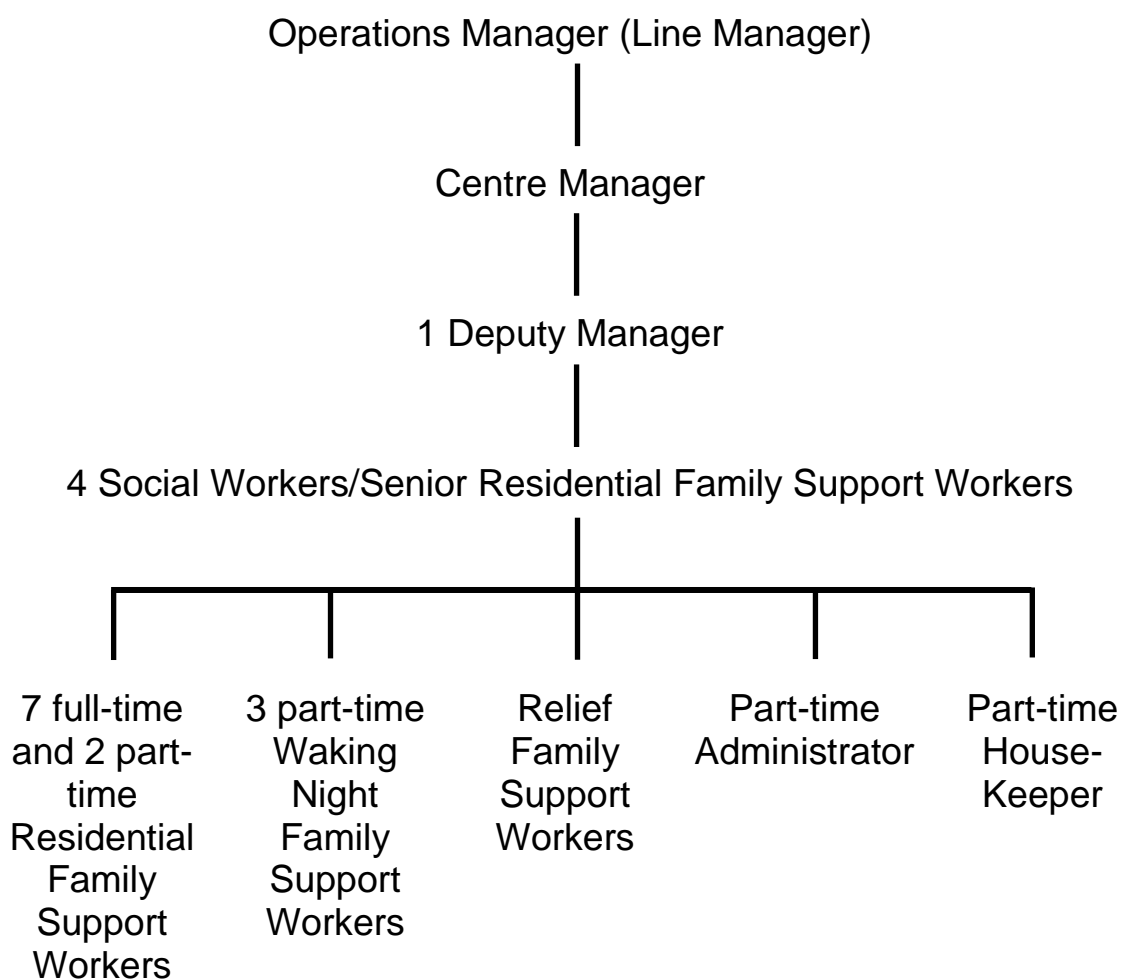 Operations Manager (Line Manager)
Centre Manager
1 Deputy Manager
4 Social Workers/Senior Residential Family Support Workers
7 full-time
and 2 part-
time
Residential
Family
Support
Workers
3 part-time
Waking
Night
Family
Support
Workers
Relief
Family
Support
Workers
Part-time
Administrator
Part-time
House-
Keeper